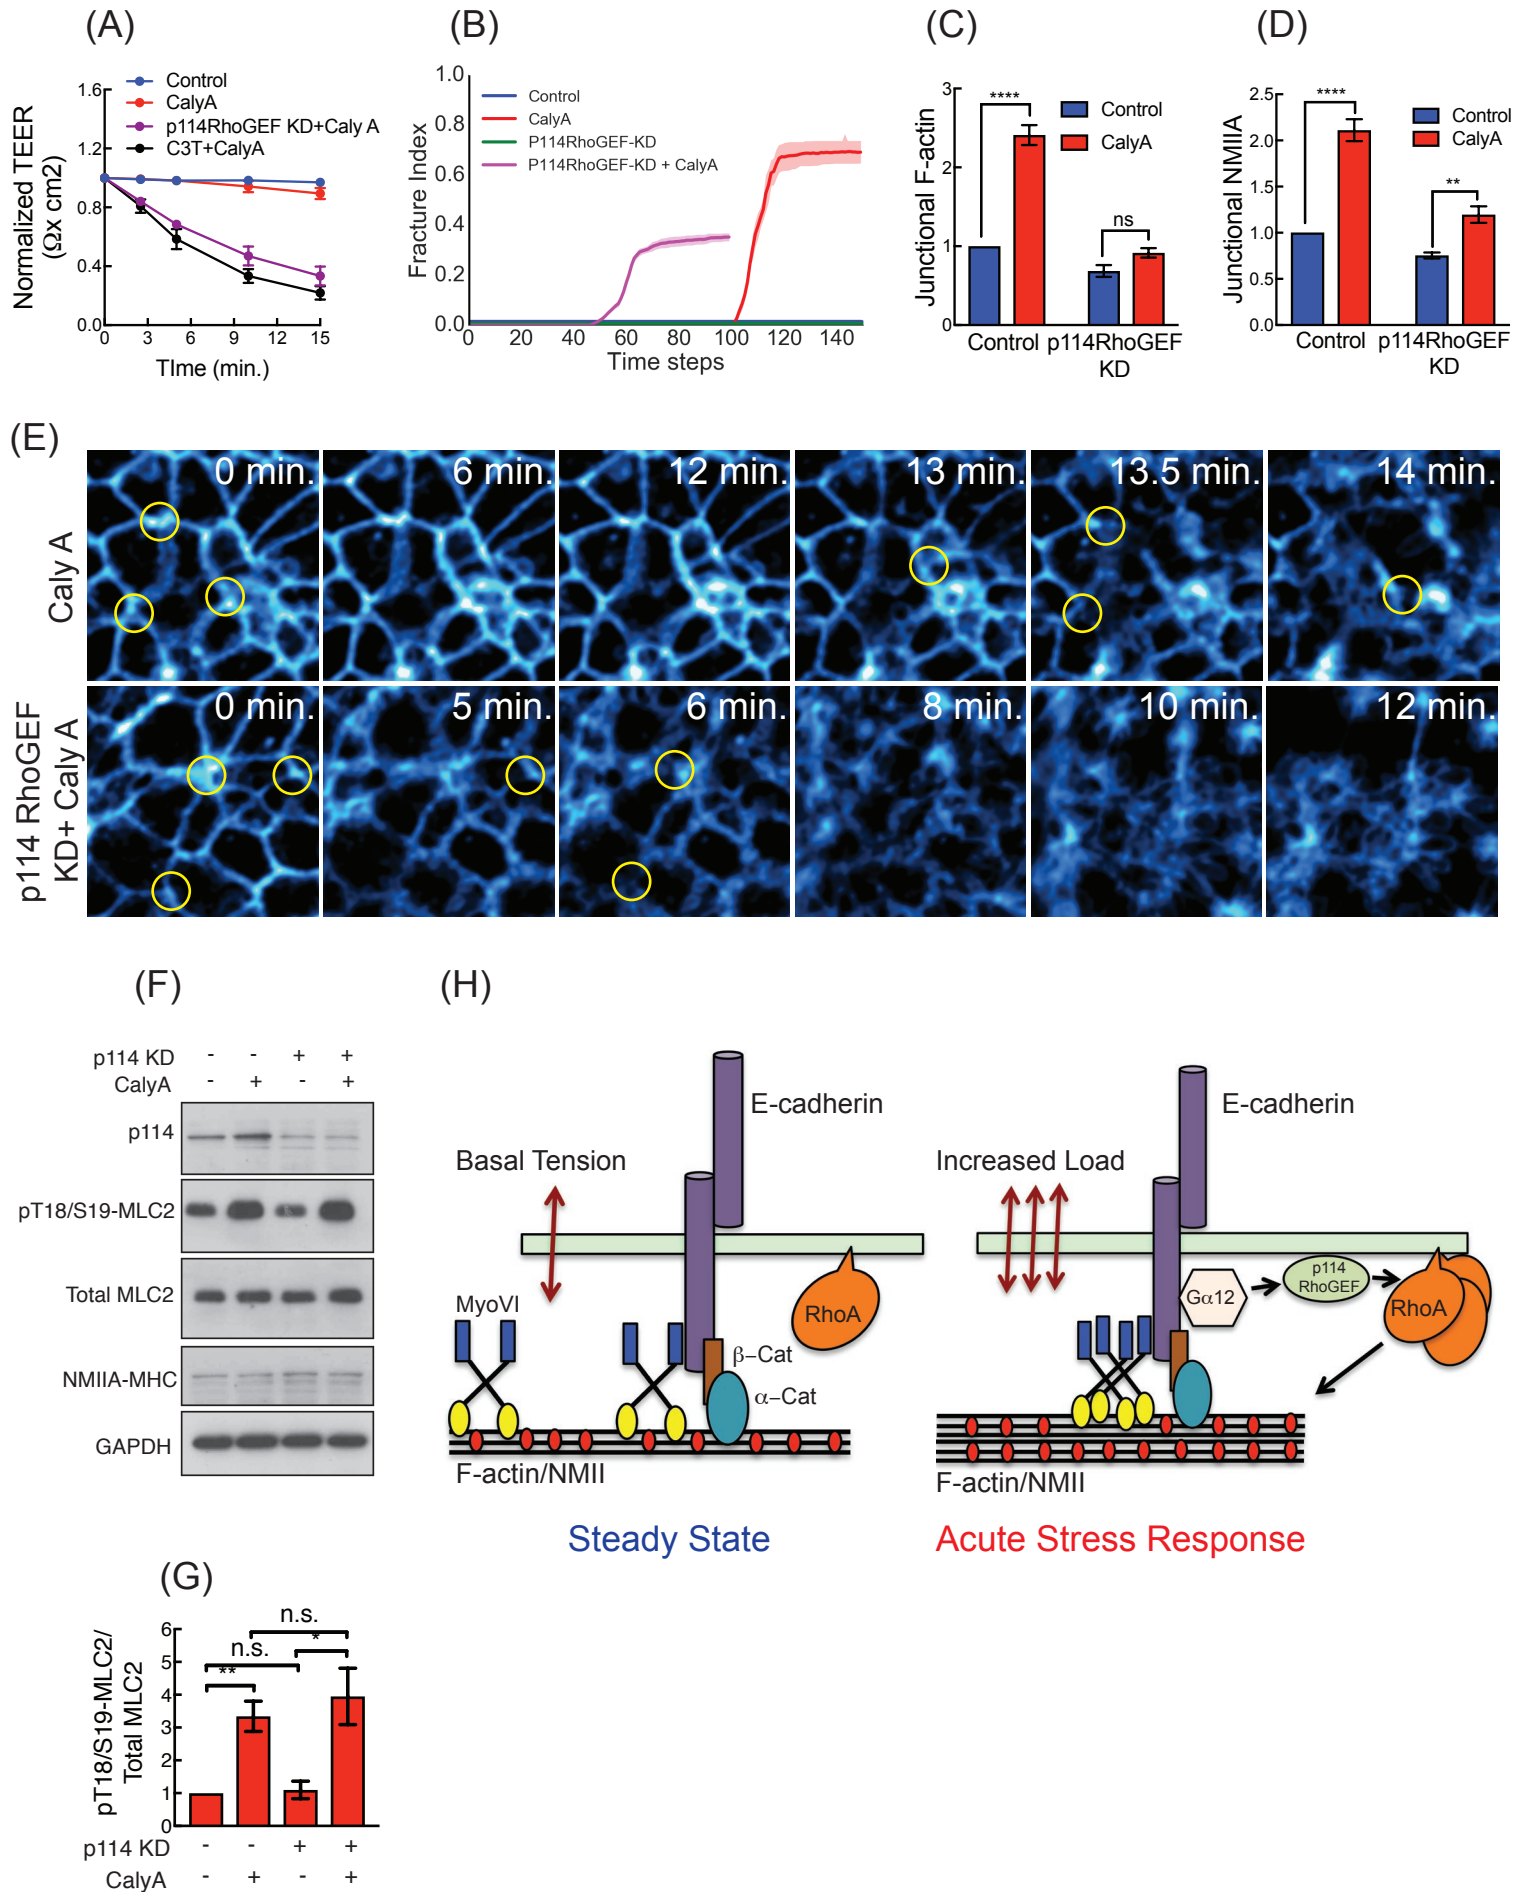 (A)
Control
CalyA
p114RhoGEF KD+Caly A
C3T+CalyA
Normalized TEER
(Ωx cm2)
1.6
1.2
0.8
0.4
0.0
0 3 6 9 12 15
TIme (min.)
(B)
Control
CalyA
P114RhoGEF-KD
P114RhoGEF-KD + CalyA
Fracture Index
1.0
0.8
0.6
0.4
0.2
0.0
0 20 40 60 80 100 120 140
Time steps
(C)
Junctional F-actin
3
2
1
0
****
ns
Control
CalyA
Control p114RhoGEF
KD
(D)
Junctional NMIIA
2.5
2.0
1.5
1.0
0.5
0.0
****
**
Control
CalyA
Control p114RhoGEF
KD
(E)
Caly A
0 min.
6 min.
12 min.
13 min.
13.5 min.
14 min.
p114 RhoGEF
KD+ Caly A
0 min.
5 min.
6 min.
8 min.
10 min.
12 min.
(F)
p114 KD - - + +
CalyA - + - +
p114
pT18/S19-MLC2
Total MLC2
NMIIA-MHC
GAPDH
(H)
E-cadherin
Basal Tension
MyoVI
RhoA
β–Cat
α–Cat
F-actin/NMII
Steady State
E-cadherin
Increased Load
Gα12
p114
RhoGEF
RhoA
F-actin/NMII
Acute Stress Response
(G)
pT18/S19-MLC2/
Total MLC2
6
5
4
3
2
1
0
n.s.
n.s.
*
**
p114 KD - - + +
CalyA - + - +